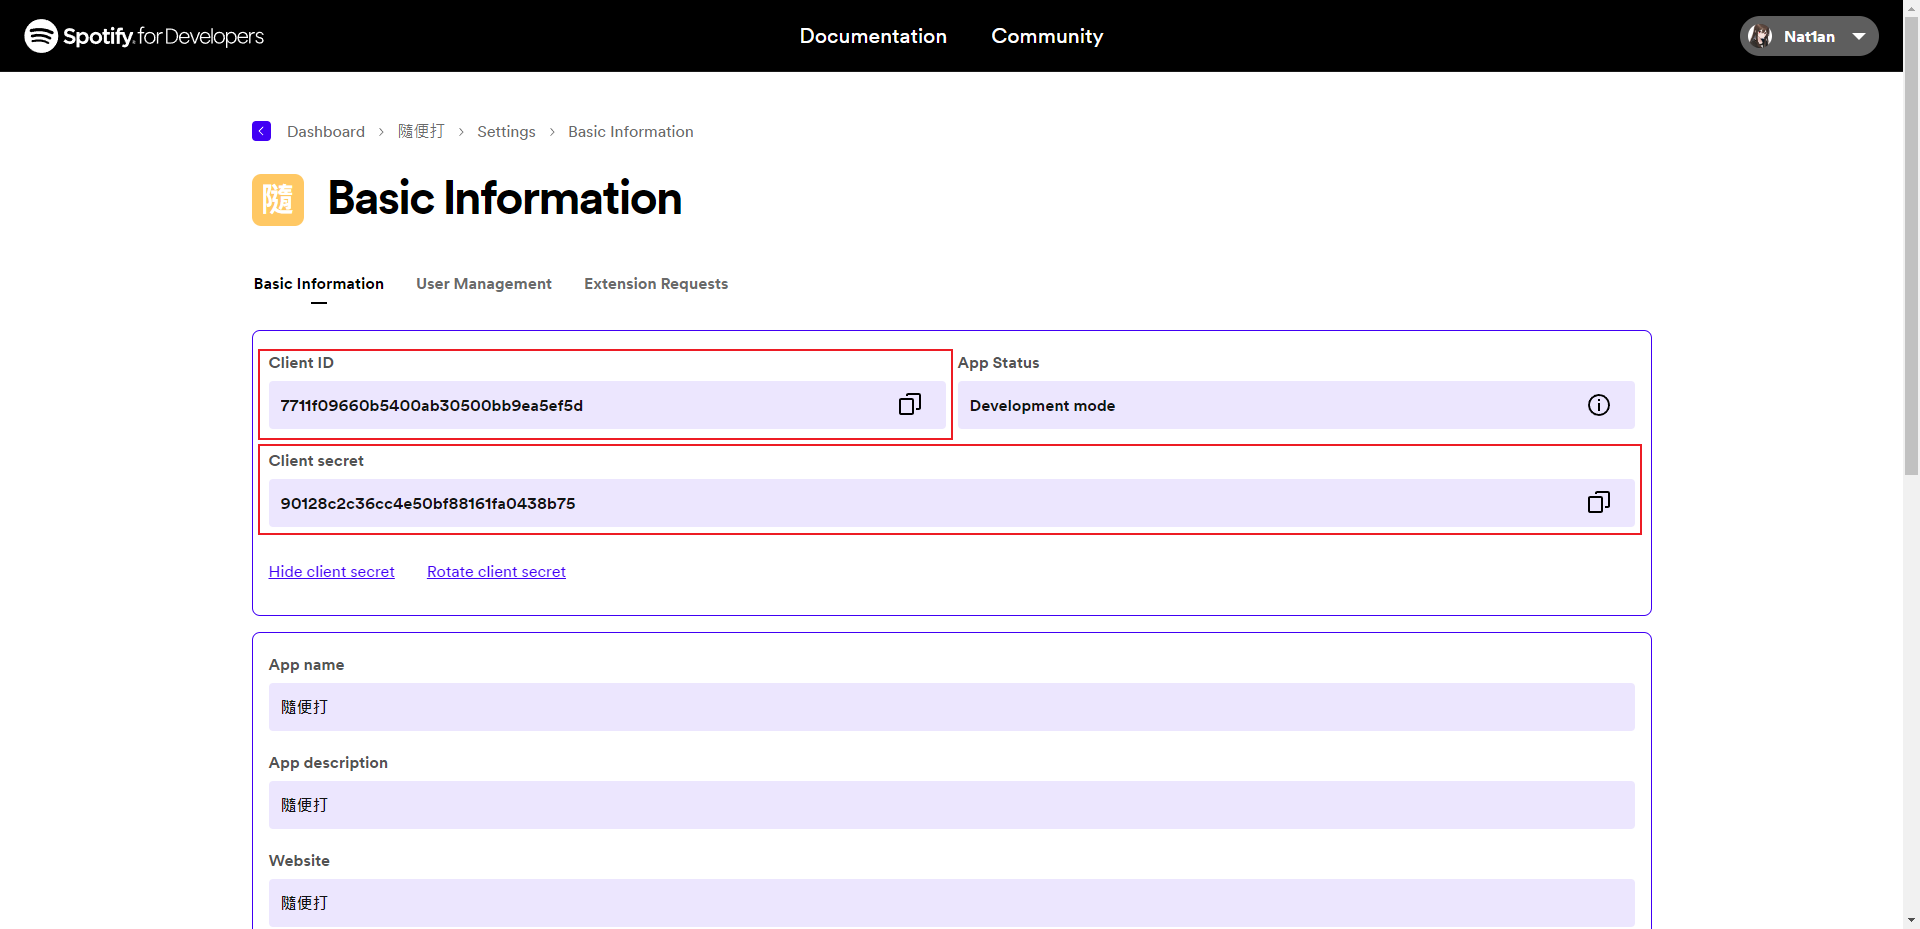 Spotify for Developers
Documentation
Community
Nat1an
Dashboard > 隨便打 > Settings > Basic Information
隨
Basic Information
Basic Information
User Management
Extension Requests
Client ID
7711f09660b5400ab30500bb9ea5ef5d
App Status
Development mode
Client secret
90128c2c36cc4e50bf88161fa0438b75
Hide client secret
Rotate client secret
App name
隨便打
App description
隨便打
Website
隨便打